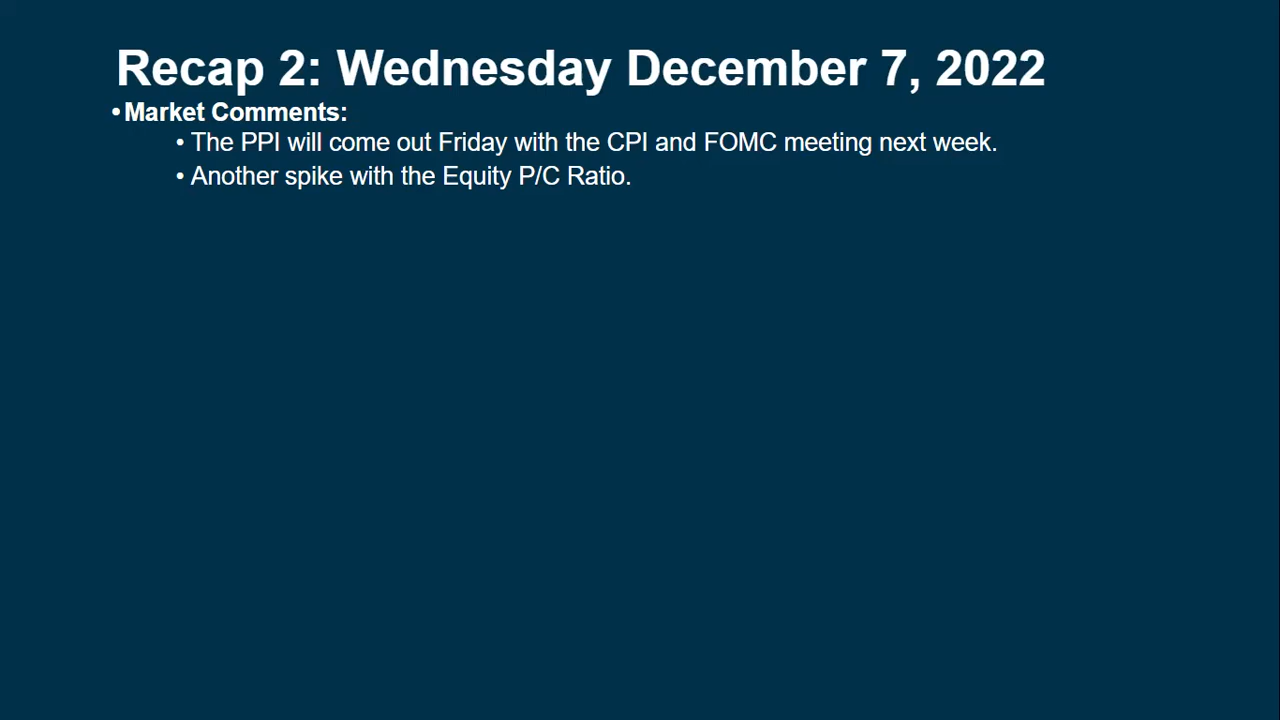 Recap 2: Wednesday December 7, 2022
•Market Comments:
• The PPI will come out Friday with the CPI and FOMC meeting next week.
• Another spike with the Equity P/C Ratio.